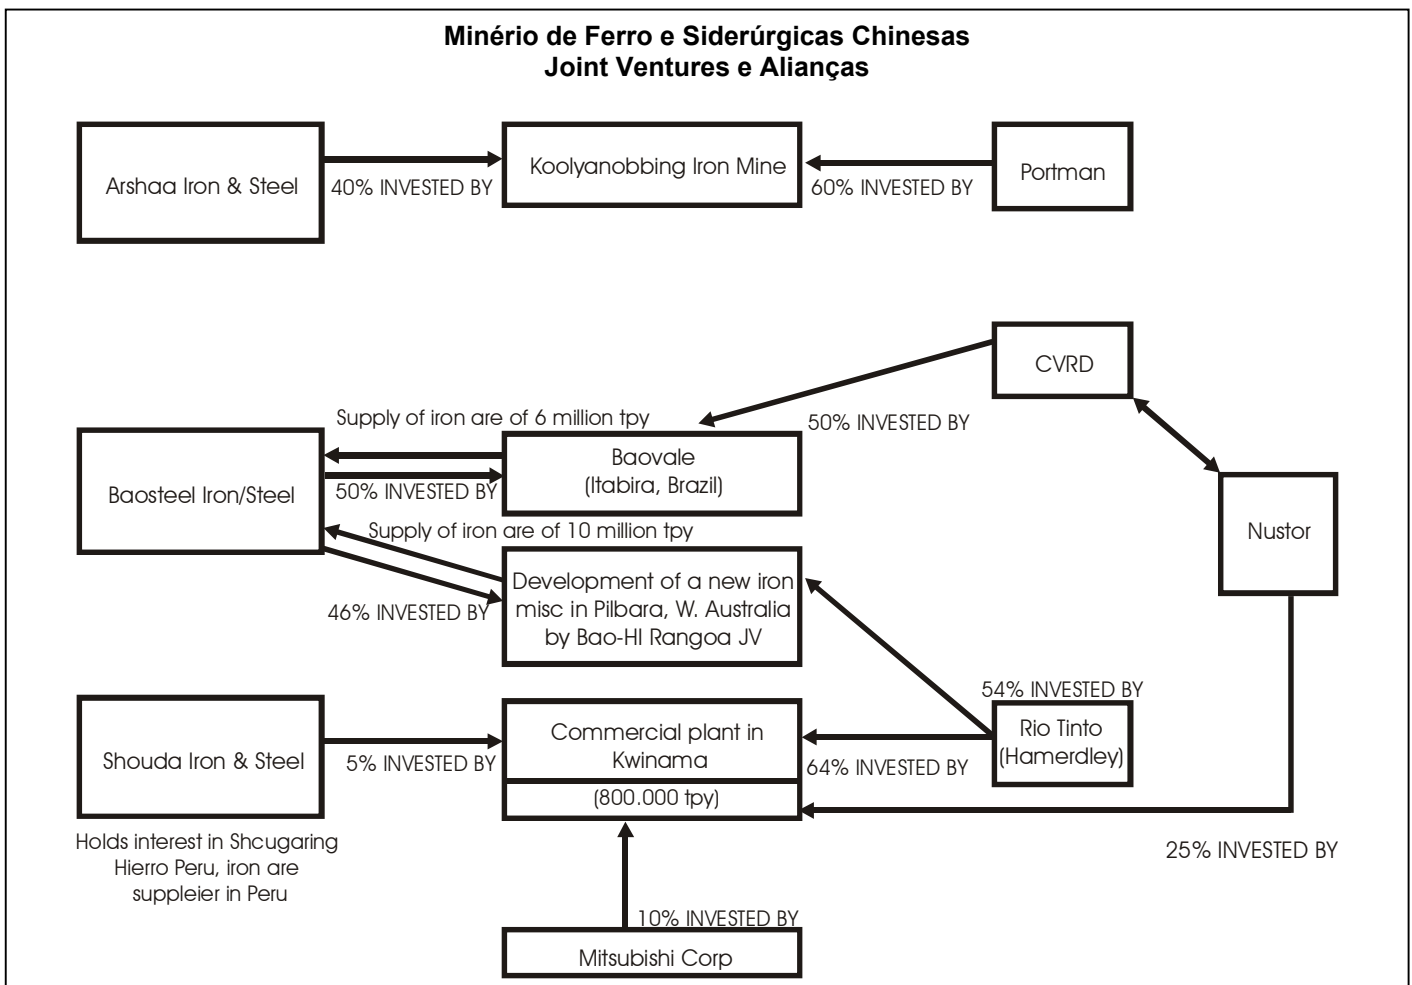 Minério de Ferro e Siderúrgicas Chinesas
Joint Ventures e Alianças
Arshaa Iron & Steel
40% INVESTED BY
Koolyanobbing Iron Mine
60% INVESTED BY
Portman
CVRD
50% INVESTED BY
Supply of iron are of 6 million tpy
Baosteel Iron/Steel
50% INVESTED BY
Baovale
(Itabira, Brazil)
Nustor
Supply of iron are of 10 million tpy
46% INVESTED BY
Development of a new iron
misc in Pilbara, W. Australia
by Bao-HI Rangoa JV
54% INVESTED BY
Rio Tinto
(Hamerdley)
Shouda Iron & Steel
5% INVESTED BY
Commercial plant in
Kwinama
(800.000 tpy)
64% INVESTED BY
25% INVESTED BY
Holds interest in Shcugaring
Hierro Peru, iron are
suppleier in Peru
10% INVESTED BY
Mitsubishi Corp